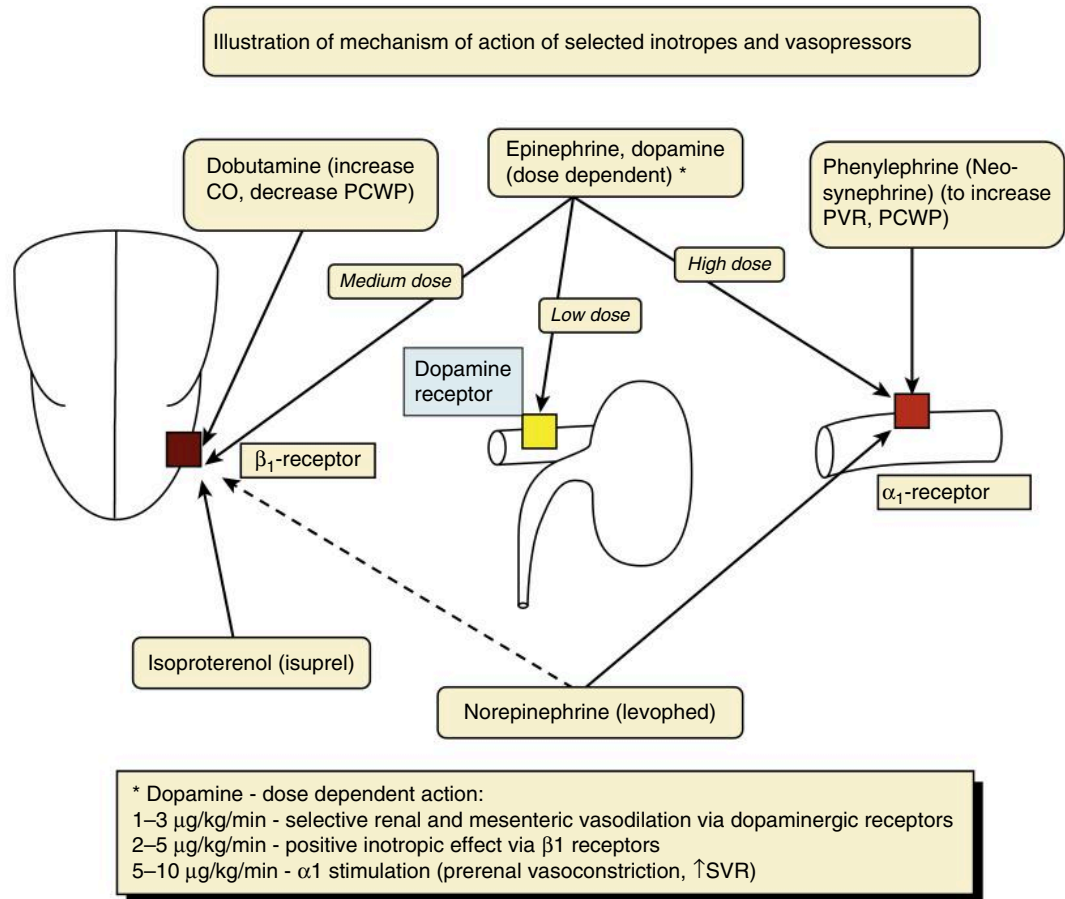 Illustration of mechanism of action of selected inotropes and vasopressors
Dobutamine (increase
CO, decrease PCWP)
Epinephrine, dopamine
(dose dependent) *
Phenylephrine (Neo-
synephrine) (to increase
PVR, PCWP)
Medium dose
High dose
Low dose
Dopamine
receptor
β₁-receptor
α₁-receptor
Isoproterenol (isuprel)
Norepinephrine (levophed)
* Dopamine - dose dependent action:
1–3 μg/kg/min - selective renal and mesenteric vasodilation via dopaminergic receptors
2–5 μg/kg/min - positive inotropic effect via β1 receptors
5–10 μg/kg/min - α1 stimulation (prerenal vasoconstriction, ↑SVR)